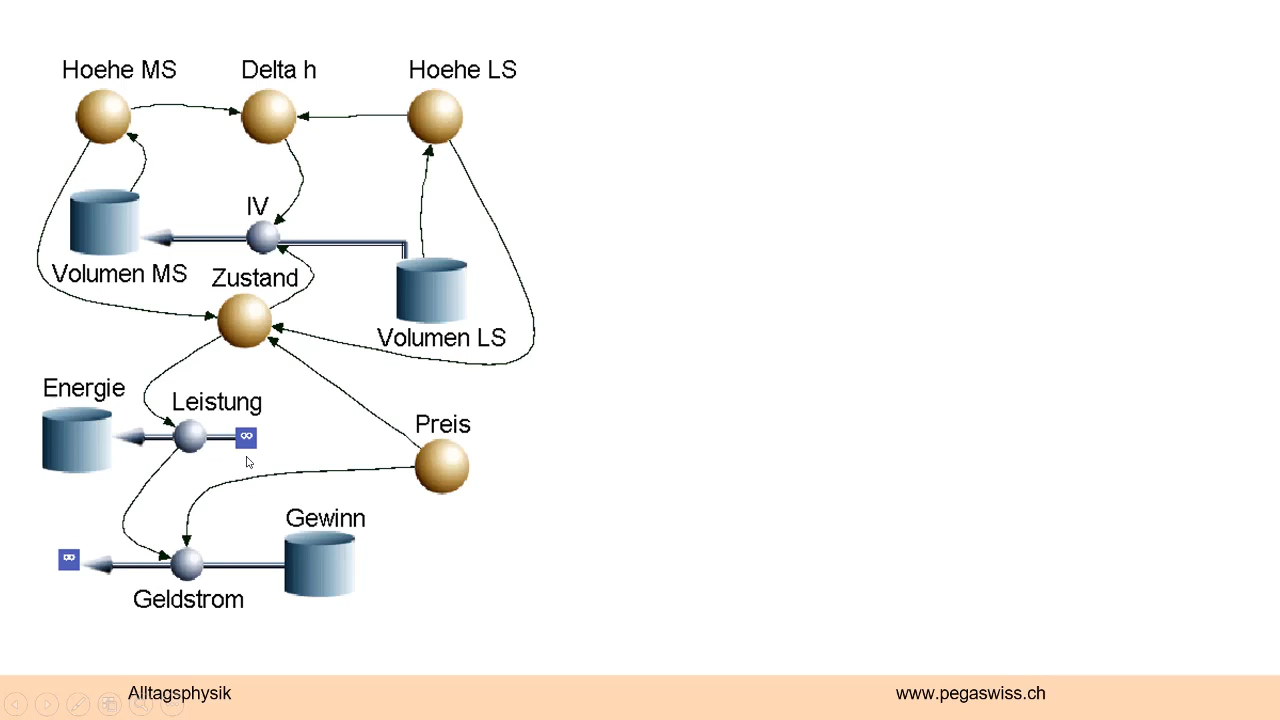 Hoehe MS
Delta h
Hoehe LS
IV
Volumen MS
Zustand
Volumen LS
Energie
Leistung
Preis
Gewinn
Geldstrom
Alltagsphysik
www.pegaswiss.ch